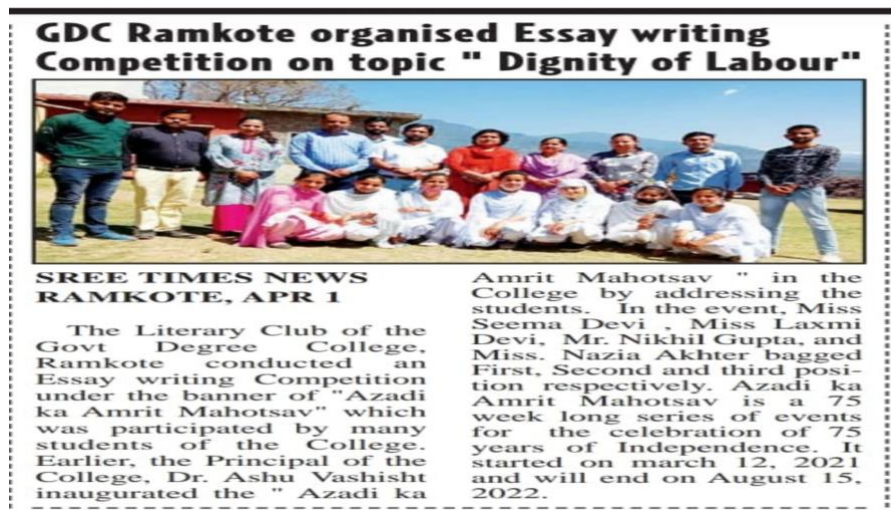 GDC Ramkote organised Essay writing
Competition on topic " Dignity of Labour"
SREE TIMES NEWS
RAMKOTE, APR 1
The Literary Club of the
Govt Degree College,
Ramkote conducted an
Essay writing Competition
under the banner of "Azadi
ka Amrit Mahotsav" which
was participated by many
students of the College.
Earlier, the Principal of the
College, Dr. Ashu Vashisht
inaugurated the " Azadi ka
Amrit Mahotsav " in the
College by addressing the
students. In the event, Miss
Seema Devi , Miss Laxmi
Devi, Mr. Nikhil Gupta, and
Miss. Nazia Akhter bagged
First, Second and third posi-
tion respectively. Azadi ka
Amrit Mahotsav is a 75
week long series of events
for the celebration of 75
years of Independence. It
started on march 12, 2021
and will end on August 15,
2022.